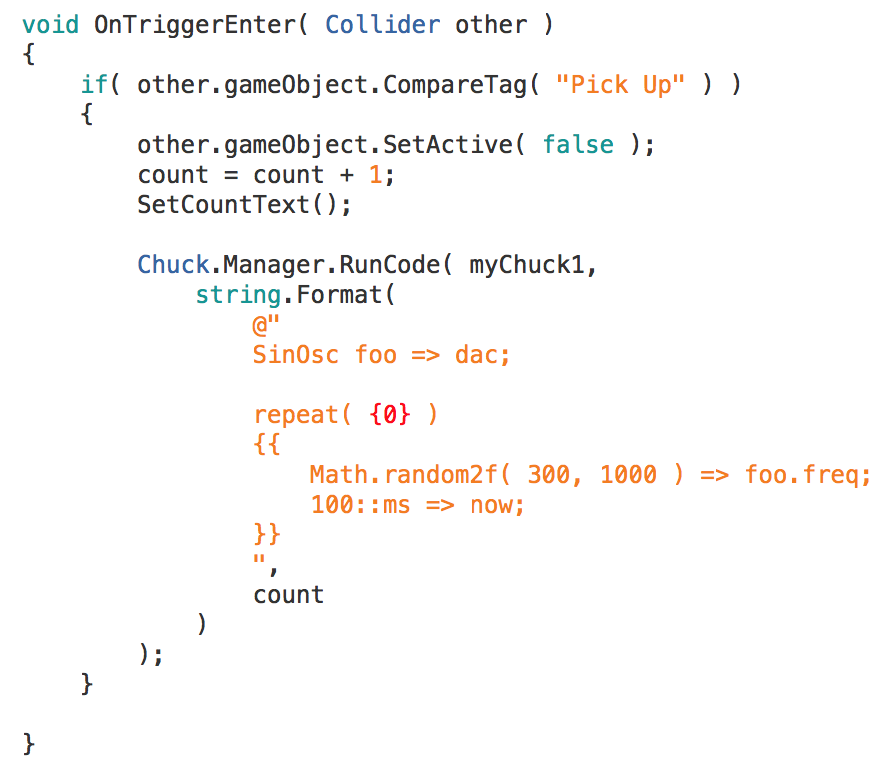 void OnTriggerEnter( Collider other )
{
    if( other.gameObject.CompareTag( "Pick Up" ) )
    {
        other.gameObject.SetActive( false );
        count = count + 1;
        SetCountText();

        Chuck.Manager.RunCode( myChuck1,
            string.Format(
                @"
                SinOsc foo => dac;

                repeat( {0} )
                {{
                    Math.random2f( 300, 1000 ) => foo.freq;
                    100::ms => now;
                }}
                ",
                count
            )
        );
    }

}